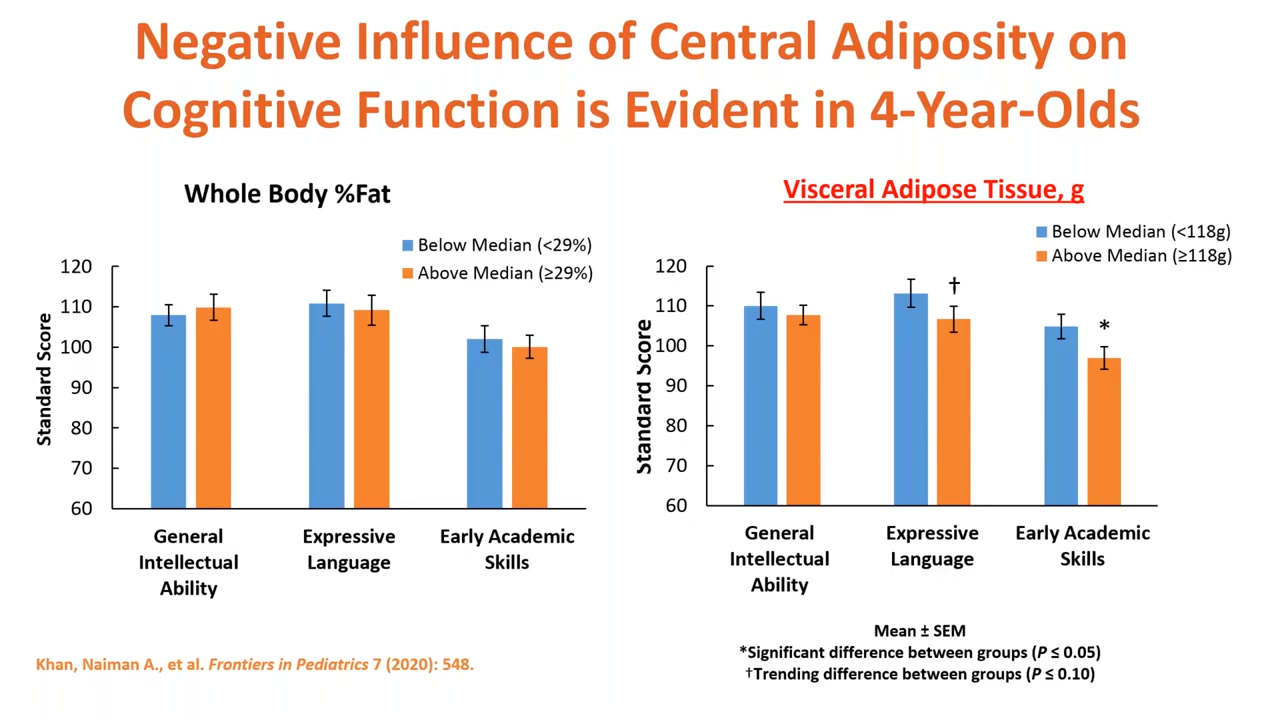 Negative Influence of Central Adiposity on
Cognitive Function is Evident in 4-Year-Olds
Whole Body %Fat
Below Median (<29%)
Above Median (≥29%)
Standard Score
120
110
100
90
80
70
60
General
Intellectual
Ability
Expressive
Language
Early Academic
Skills
Visceral Adipose Tissue, g
Below Median (<118g)
Above Median (≥118g)
Standard Score
120
110
100
90
80
70
60
†
*
General
Intellectual
Ability
Expressive
Language
Early Academic
Skills
Mean ± SEM
*Significant difference between groups (P ≤ 0.05)
†Trending difference between groups (P ≤ 0.10)
Khan, Naiman A., et al. Frontiers in Pediatrics 7 (2020): 548.